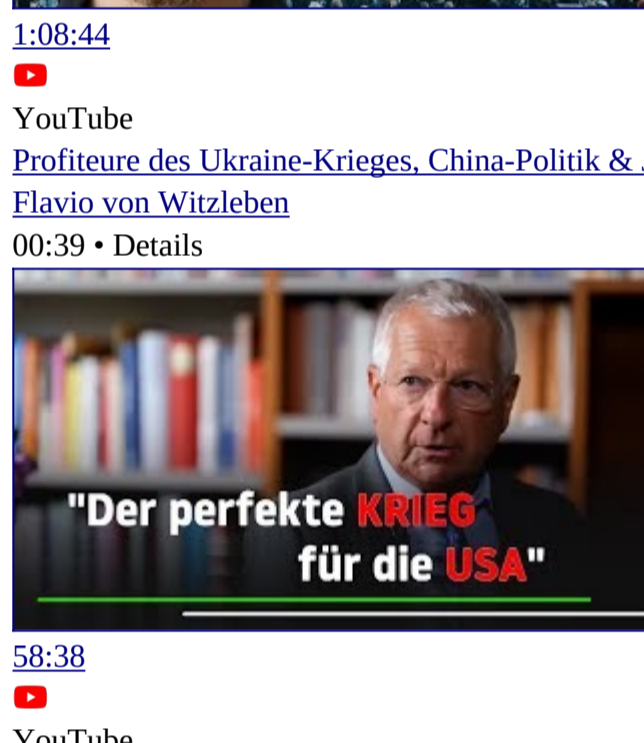 1:08:44
YouTube
Profiteure des Ukraine-Krieges, China-Politik &
Flavio von Witzleben
00:39 • Details
"Der perfekte KRIEG
für die USA"
58:38
YouTube